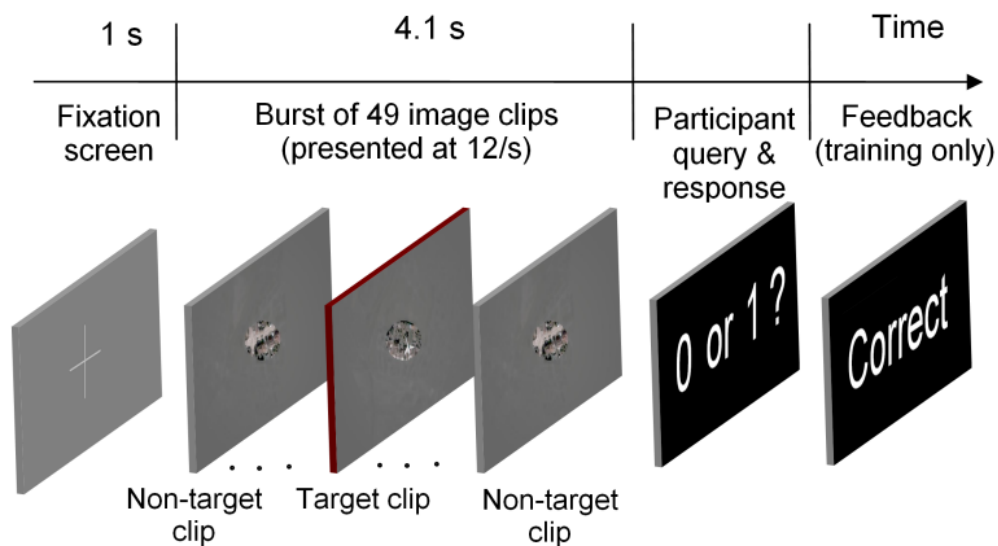 1 s
4.1 s
Time
Fixation
screen
Burst of 49 image clips
(presented at 12/s)
Participant
query &
response
Feedback
(training only)
0 or 1 ?
Correct
. . .
. . .
Non-target
clip
Target clip
Non-target
clip